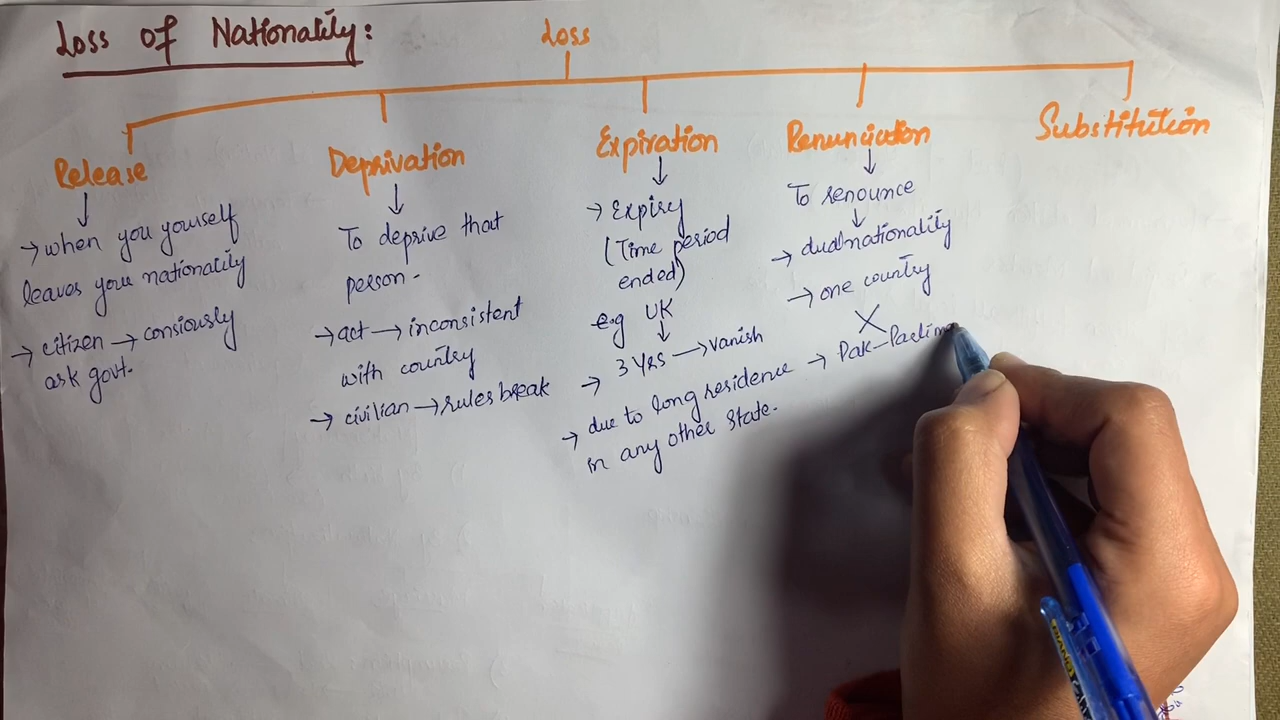 Loss of Nationality:
Loss
Release
→ when you yourself
leaves your nationality
→ citizen → consiously
ask govt.
Deprivation
To deprive that
person.
→ act → inconsistent
with country
→ civilian → rules break
Expiration
→ Expiry
(Time period
ended)
e.g UK
→ 3 Yrs → vanish
→ due to long residence
in any other state.
Renunciation
To renounce
→ dual nationality
→ one country
X
→ Pak-
Substitution